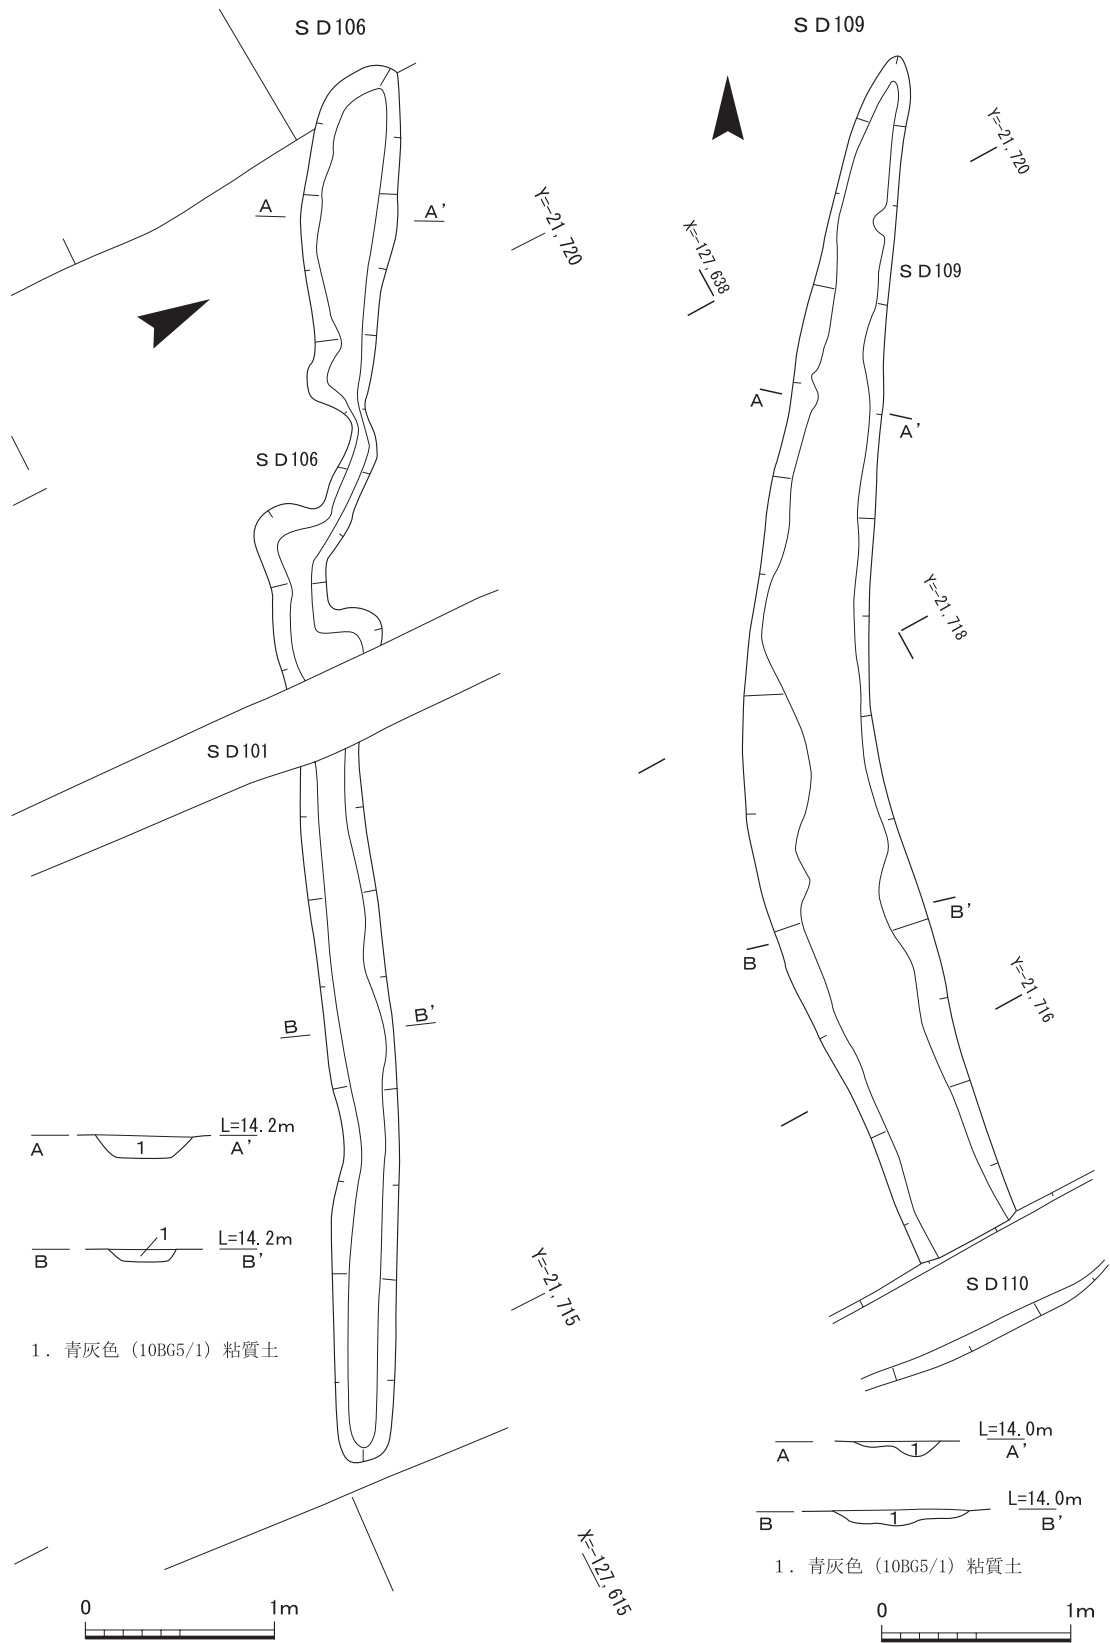 SD106
A
A'
Y=-21,720
SD106
SD101
B
B'
L=14.2m
A
1
A'
1
L=14.2m
B
B'
Y=-21,715
1. 青灰色 (10BG5/1) 粘質土
X=-127,615
0
1m
SD109
Y=-21,720
X=-127,638
SD109
A
A'
Y=-21,718
B'
B
Y=-21,716
SD110
L=14.0m
A
1
A'
L=14.0m
B
1
B'
1. 青灰色 (10BG5/1) 粘質土
0
1m